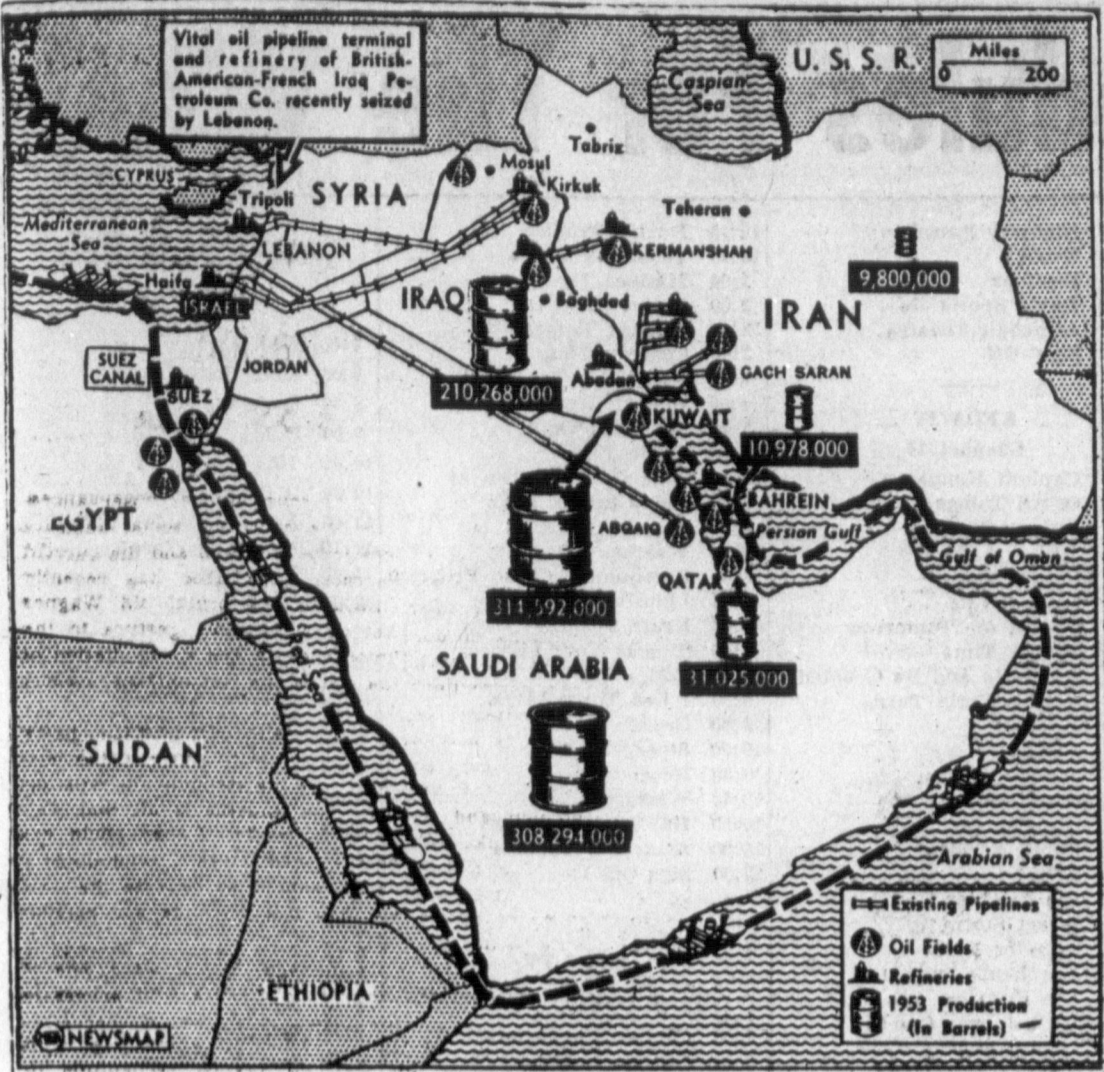 Vital oil pipeline terminal
and refinery of British-
American-French Iraq Pe-
troleum Co. recently seized
by Lebanon.
U. S. S. R.
Miles
0 200
Caspian
Sea
Tabriz
Mosul
Kirkuk
CYPRUS
Tripoli
SYRIA
Teheran
Mediterranean
Sea
LEBANON
KERMANSHAH
9,800,000
Haifa
ISRAEL
IRAQ
Baghdad
IRAN
SUEZ
CANAL
JORDAN
Abadan
GACH SARAN
210,268,000
SUEZ
KUWAIT
10,978,000
EGYPT
BAHREIN
ABQAIQ
Persian Gulf
Gulf of Oman
QATAR
311,592,000
Red Sea
SAUDI ARABIA
31,025,000
SUDAN
308,294,000
Arabian Sea
Existing Pipelines
Oil Fields
Refineries
1953 Production
(In Barrels)
ETHIOPIA
NEWSMAP